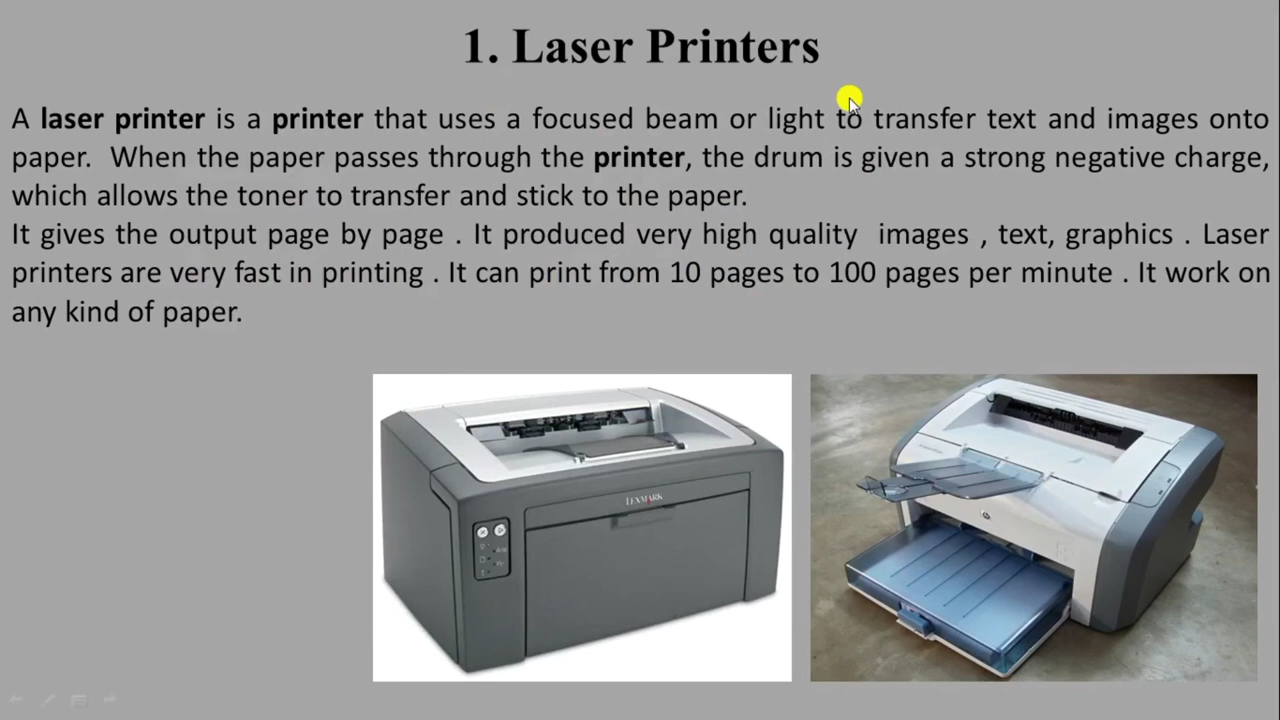 1. Laser Printers
A laser printer is a printer that uses a focused beam or light to transfer text and images onto
paper. When the paper passes through the printer, the drum is given a strong negative charge,
which allows the toner to transfer and stick to the paper.
It gives the output page by page . It produced very high quality images , text, graphics . Laser
printers are very fast in printing . It can print from 10 pages to 100 pages per minute . It work on
any kind of paper.
LEXMARK
hp